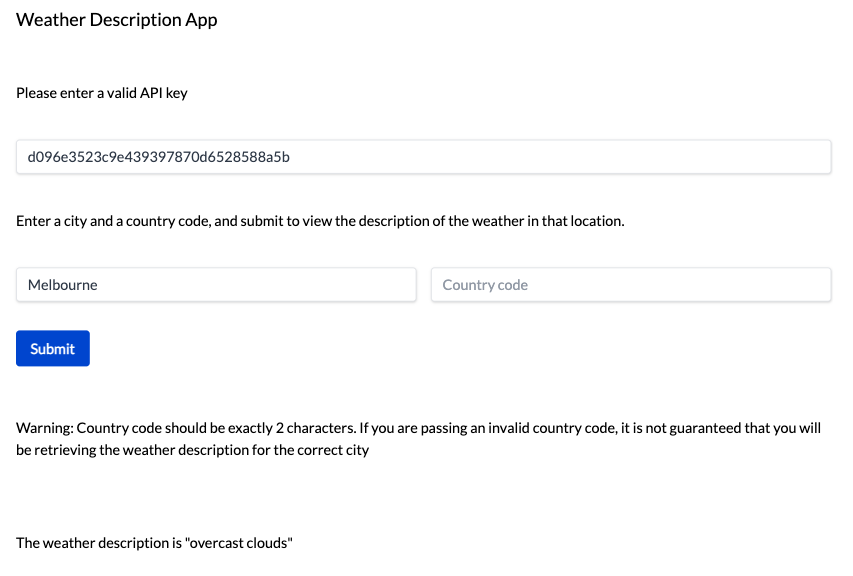 Weather Description App
Please enter a valid API key
d096e3523c9e439397870d6528588a5b
Enter a city and a country code, and submit to view the description of the weather in that location.
Melbourne
Country code
Submit
Warning: Country code should be exactly 2 characters. If you are passing an invalid country code, it is not guaranteed that you will
be retrieving the weather description for the correct city
The weather description is "overcast clouds"